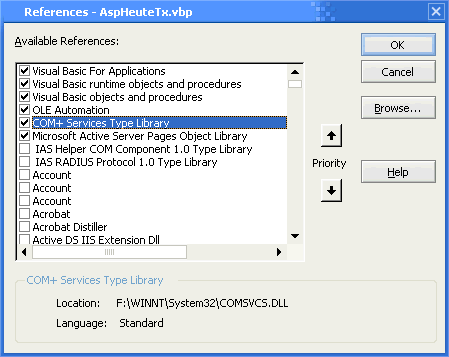 References - AspHeuteTx.vbp
Available References:
OK
Visual Basic For Applications
Cancel
Visual Basic runtime objects and procedures
Visual Basic objects and procedures
OLE Automation
Browse...
COM+ Services Type Library
Microsoft Active Server Pages Object Library
IAS Helper COM Component 1.0 Type Library
IAS RADIUS Protocol 1.0 Type Library
Priority
Account
Help
Account
Account
Acrobat
Acrobat Distiller
Active DS IIS Extension Dll
COM+ Services Type Library
Location: F:\WINNT\System32\COMSVCS.DLL
Language: Standard